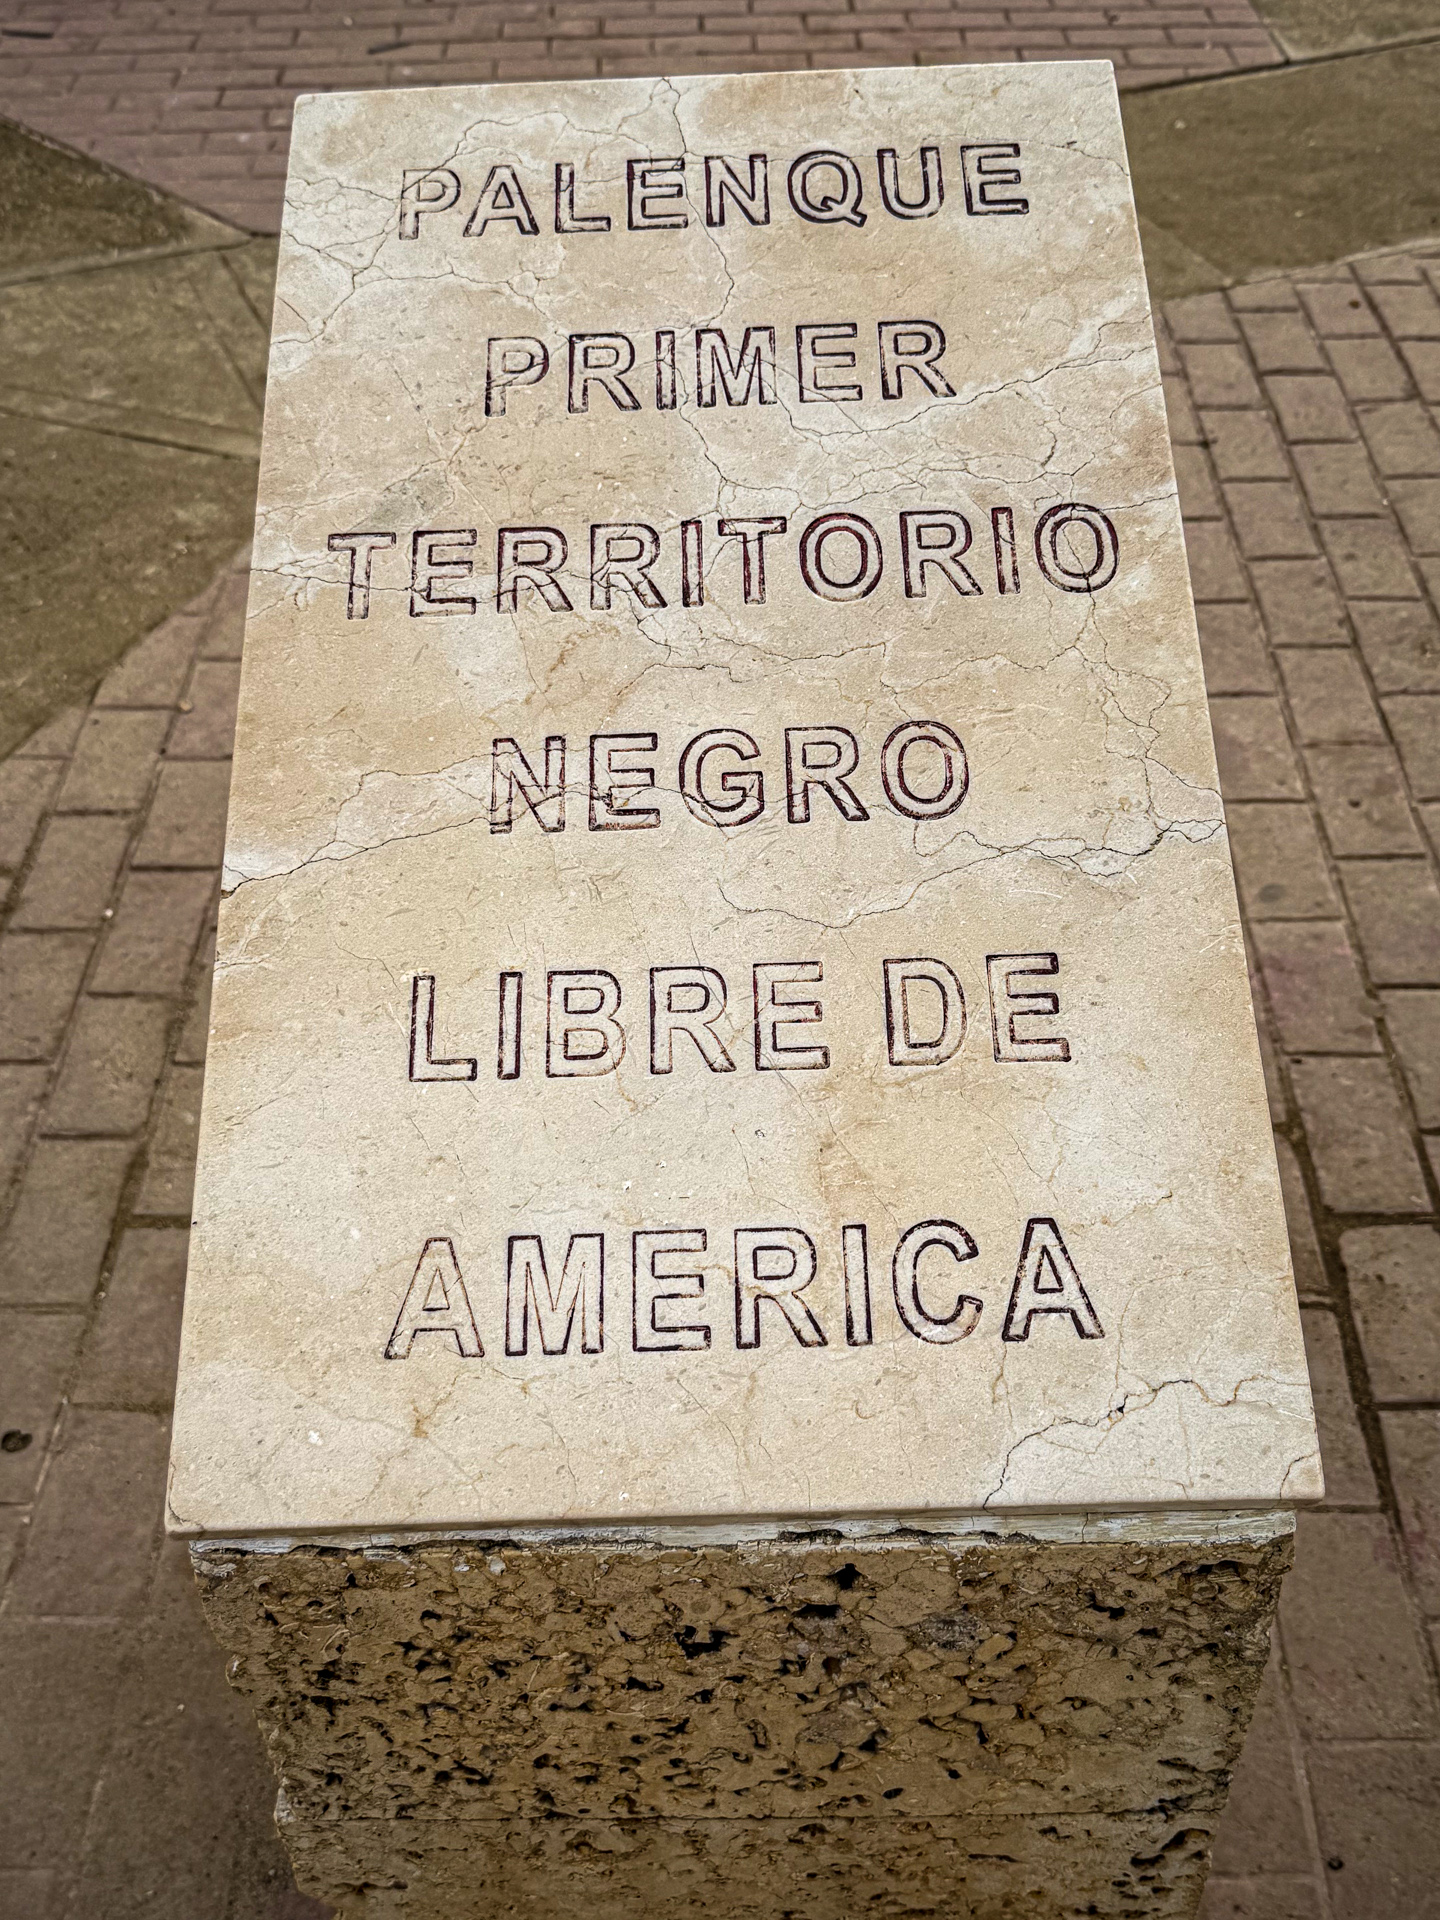 PALENQUE
PRIMER
TERRITORIO
NEGRO
LIBRE DE
AMERICA